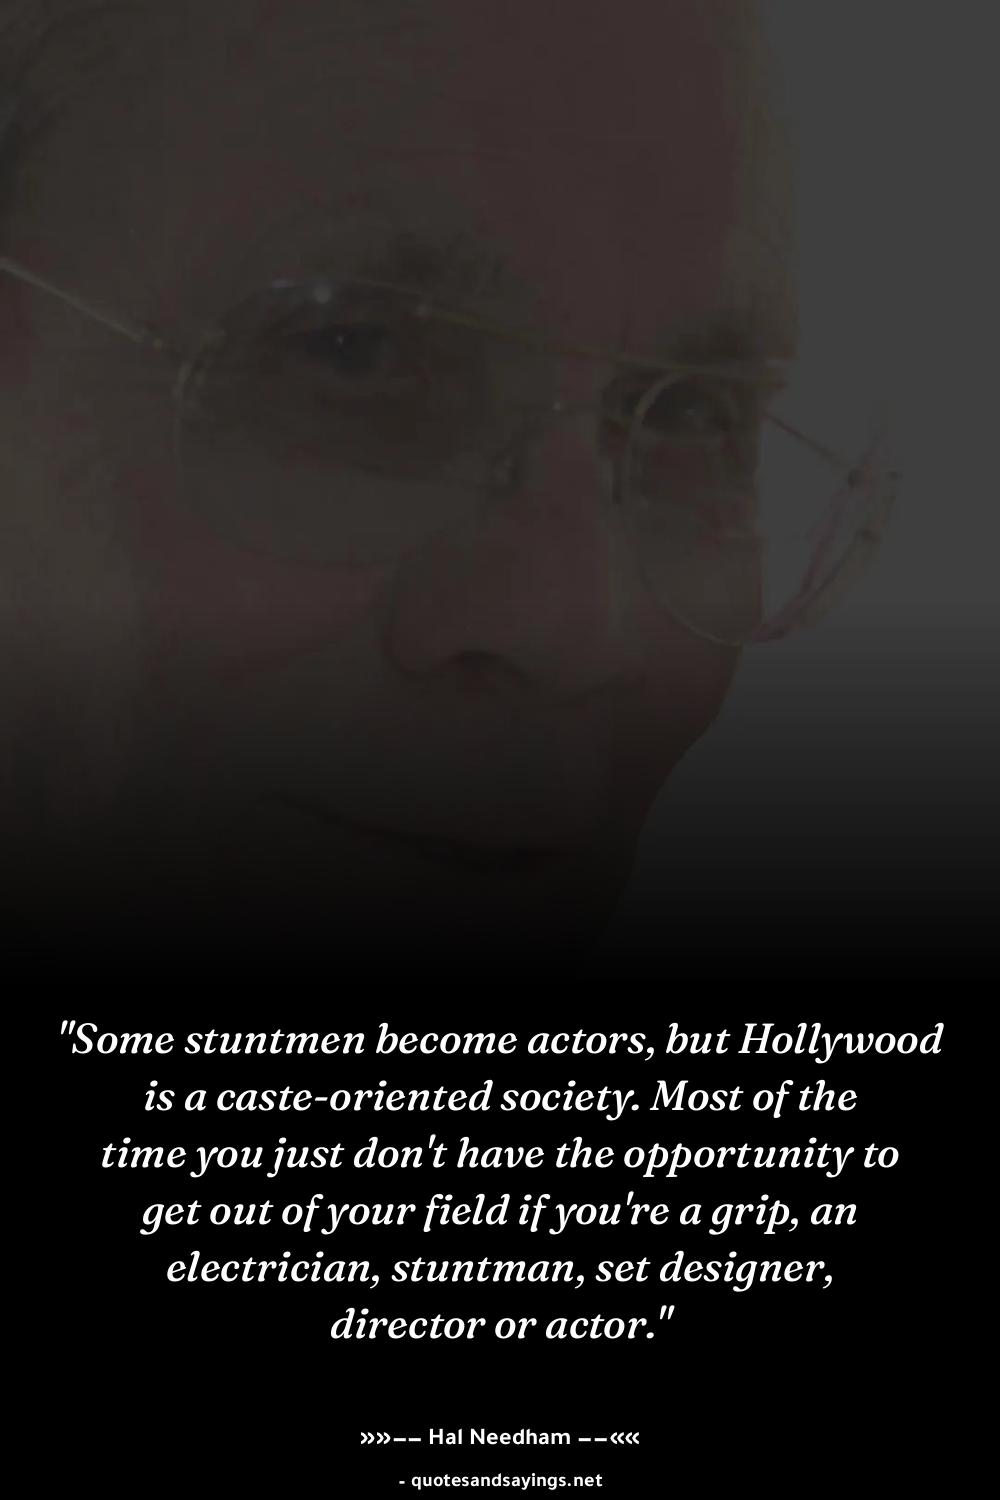 "Some stuntmen become actors, but Hollywood
is a caste-oriented society. Most of the
time you just don't have the opportunity to
get out of your field if you're a grip, an
electrician, stuntman, set designer,
director or actor."
»»−− Hal Needham −−««
- quotesandsayings.net